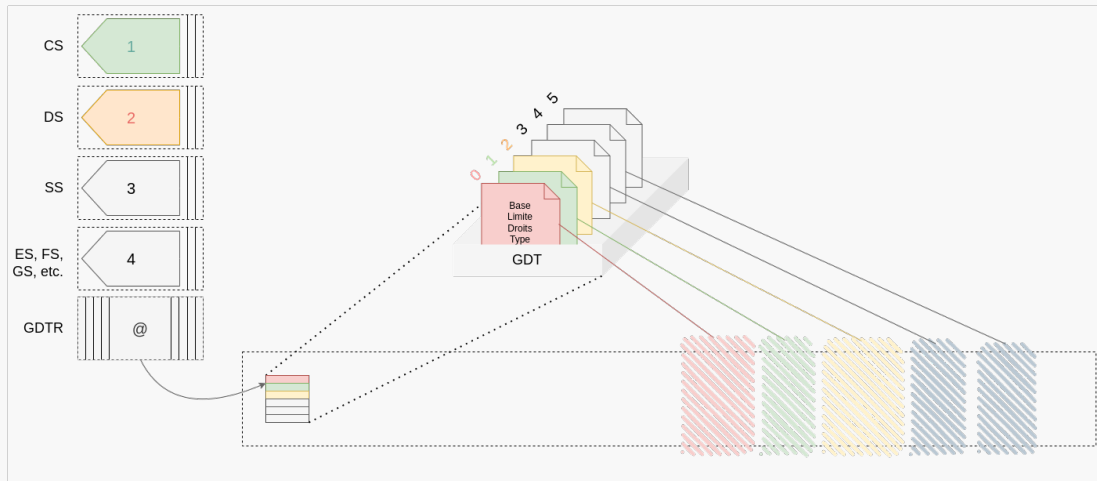 CS
1
DS
2
SS
3
ES, FS,
GS, etc.
4
GDTR
@
0 1 2 3 4 5
Base
Limite
Droits
Type
GDT